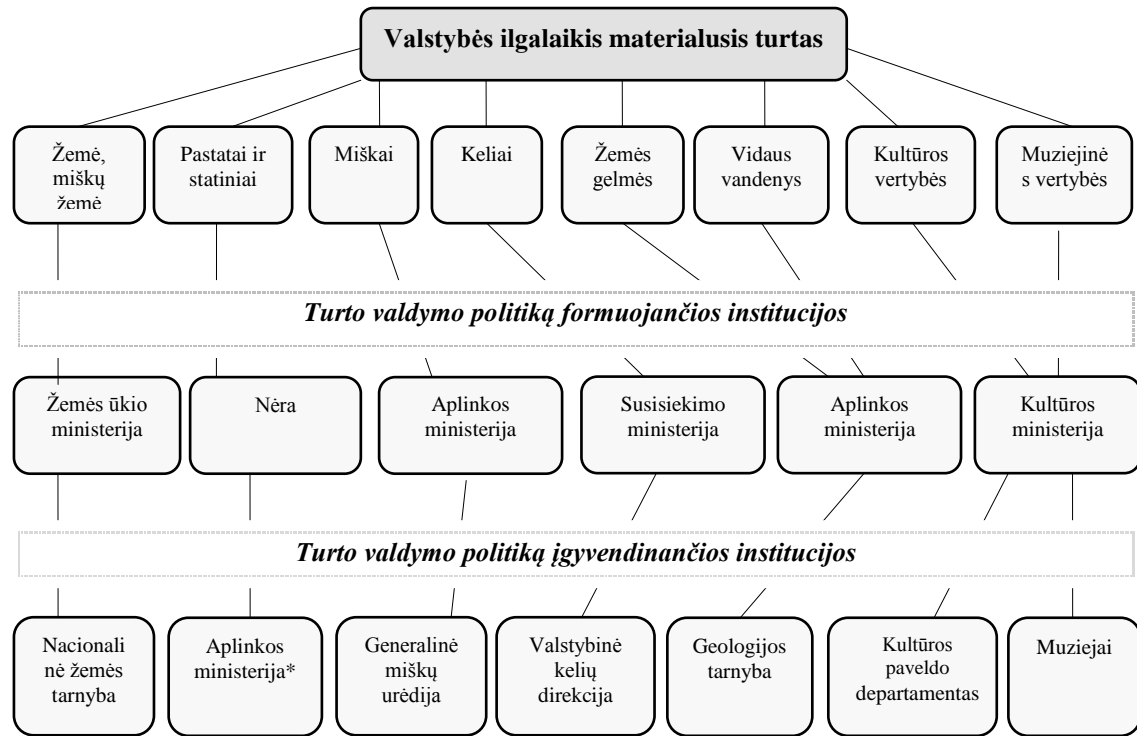 Valstybės ilgalaikis materialusis turtas
Žemė,
miškų
žemė
Pastatai ir
statiniai
Miškai
Keliai
Žemės
gelmės
Vidaus
vandenys
Kultūros
vertybės
Muziejinė
s vertybės
Turto valdymo politiką formuojančios institucijos
Žemės ūkio
ministerija
Nėra
Aplinkos
ministerija
Susisiekimo
ministerija
Aplinkos
ministerija
Kultūros
ministerija
Turto valdymo politiką įgyvendinančios institucijos
Nacionali
nė žemės
tarnyba
Aplinkos
ministerija*
Generalinė
miškų
urėdija
Valstybinė
kelių
direkcija
Geologijos
tarnyba
Kultūros
paveldo
departamentas
Muziejai